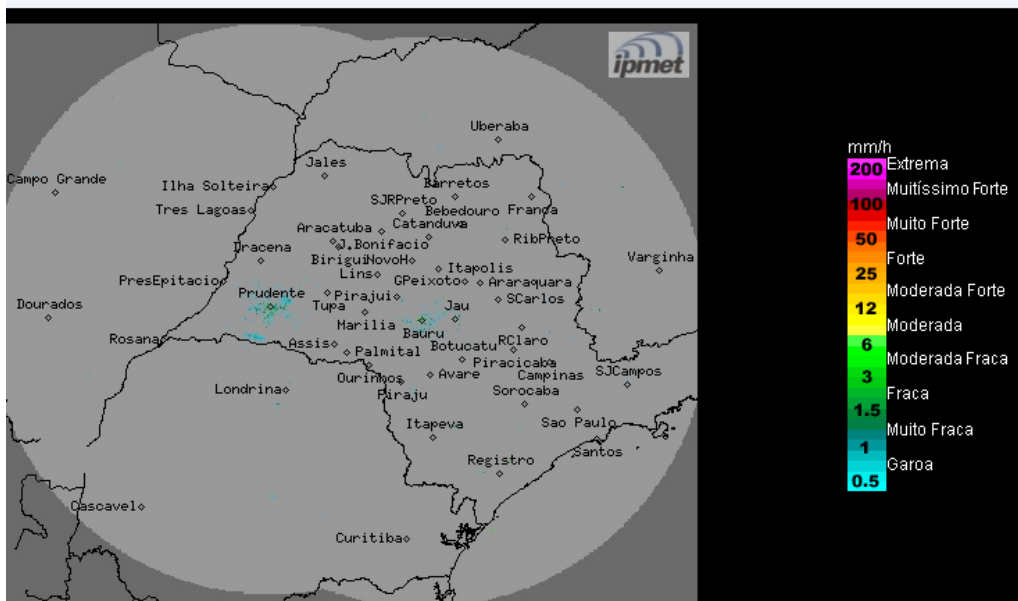 ipmet
Uberaba
Jales
Campo Grande
Ilha Solteira
Barretos
SJRPreto
Tres Lagoas
Bebedouro Franca
Aracatuba
Catanduva
J.Bonifacio
RibPreto
Dracena
BiriguiNovoH
Varginha
Lins
Itapolis
PresEpitacio
GPeixoto
Araraquara
Prudente
Pirajui
SCarlos
Dourados
Tupa
Jau
Marilia
Bauru
Rosana
Assis
Botucatu
RClaro
Palmital
Piracicaba
SJCampos
Ourinhos
Avare
Campinas
Londrina
Piraju
Sorocaba
Itapeva
Sao Paulo
Santos
Registro
Cascavel
Curitiba
mm/h
200 Extrema
Muitíssimo Forte
100
Muito Forte
50
Forte
25
Moderada Forte
12
Moderada
6
Moderada Fraca
3
Fraca
1.5
Muito Fraca
1
Garoa
0.5